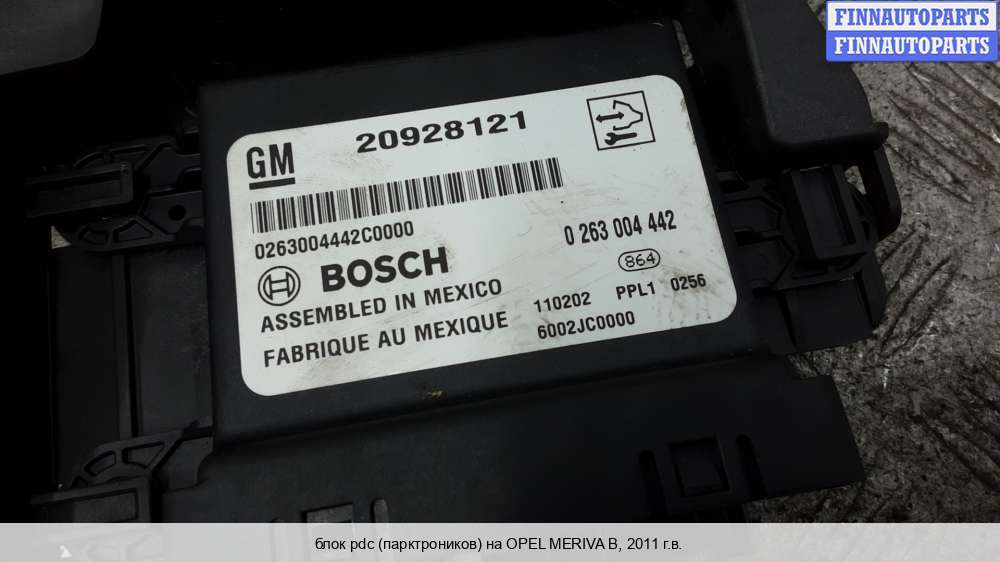 FINNAUTOPARTS
FINNAUTOPARTS
GM 20928121
0263004442C0000
BOSCH 0 263 004 442
864
ASSEMBLED IN MEXICO 110202 PPL1 0256
FABRIQUE AU MEXIQUE 6002JC0000
блок pdc (парктроников) на OPEL MERIVA B, 2011 г.в.